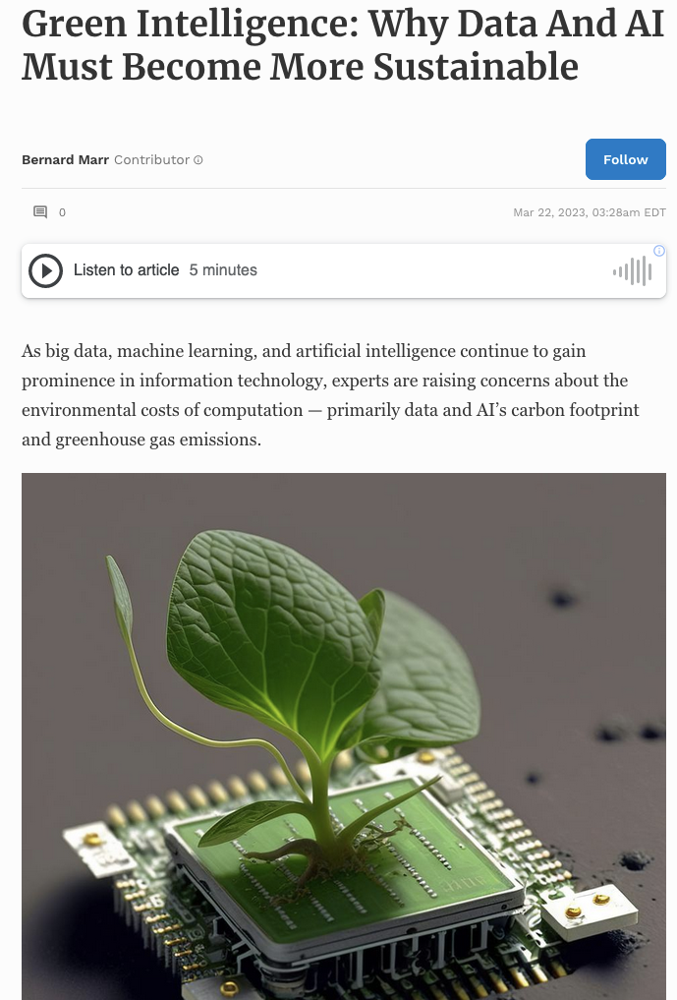 Green Intelligence: Why Data And AI
Must Become More Sustainable
Bernard Marr Contributor
Follow
0
Mar 22, 2023, 03:28am EDT
Listen to article 5 minutes
As big data, machine learning, and artificial intelligence continue to gain
prominence in information technology, experts are raising concerns about the
environmental costs of computation — primarily data and AI’s carbon footprint
and greenhouse gas emissions.